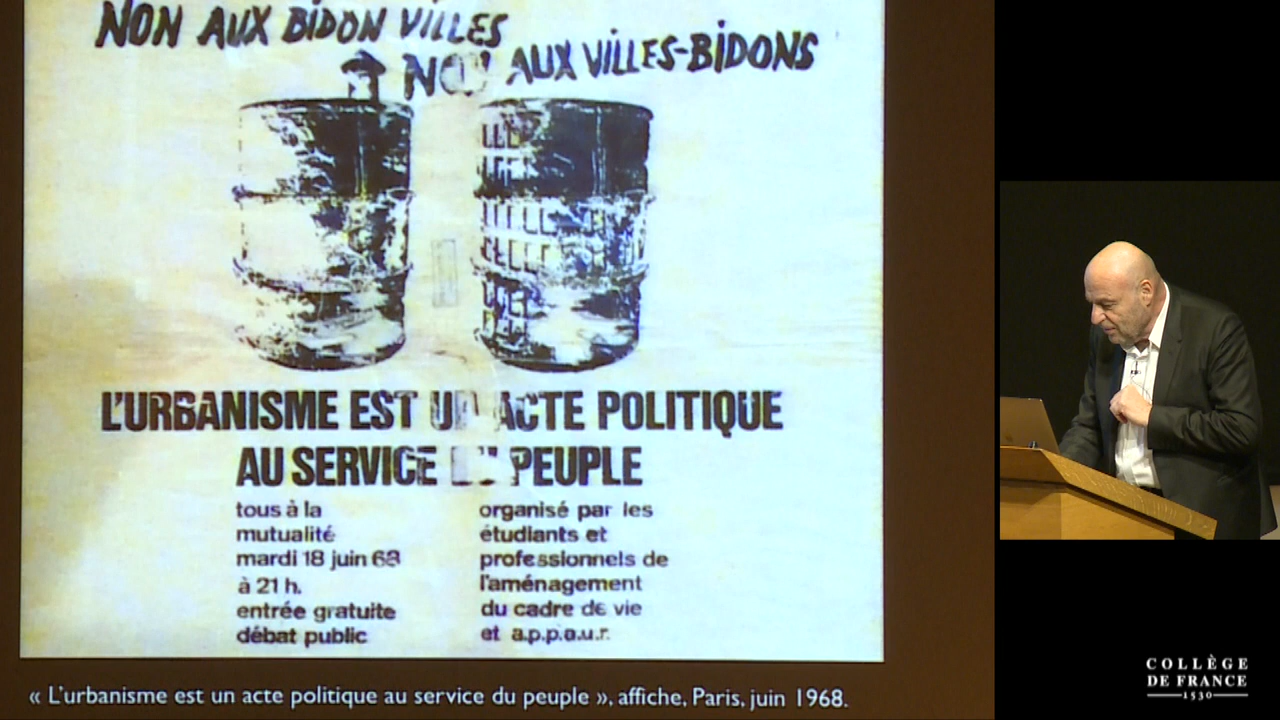 NON AUX BIDON VILLES
NON AUX VILLES-BIDONS
L'URBANISME EST UN ACTE POLITIQUE
AU SERVICE DU PEUPLE
tous à la
mutualité
mardi 18 juin 68
à 21 h.
entrée gratuite
débat public
organisé par les
étudiants et
professionnels de
l'aménagement
du cadre de vie
et a.p.p.a.u.r.
« L'urbanisme est un acte politique au service du peuple », affiche, Paris, juin 1968.
COLLÈGE
DE FRANCE
1530